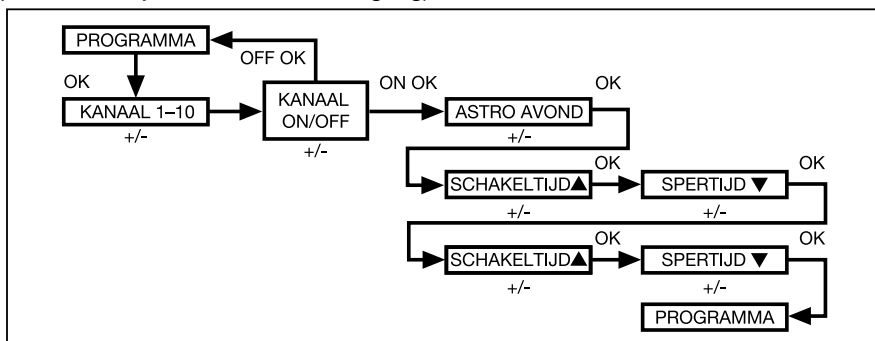 PROGRAMMA
OFF OK
OK
ON OK
OK
KANAAL 1–10
KANAAL
ON/OFF
ASTRO AVOND
+/-
+/-
+/-
OK
OK
SCHAKELTIJD▲
SPERTIJD ▼
+/-
+/-
OK
OK
SCHAKELTIJD▲
SPERTIJD ▼
+/-
+/-
PROGRAMMA